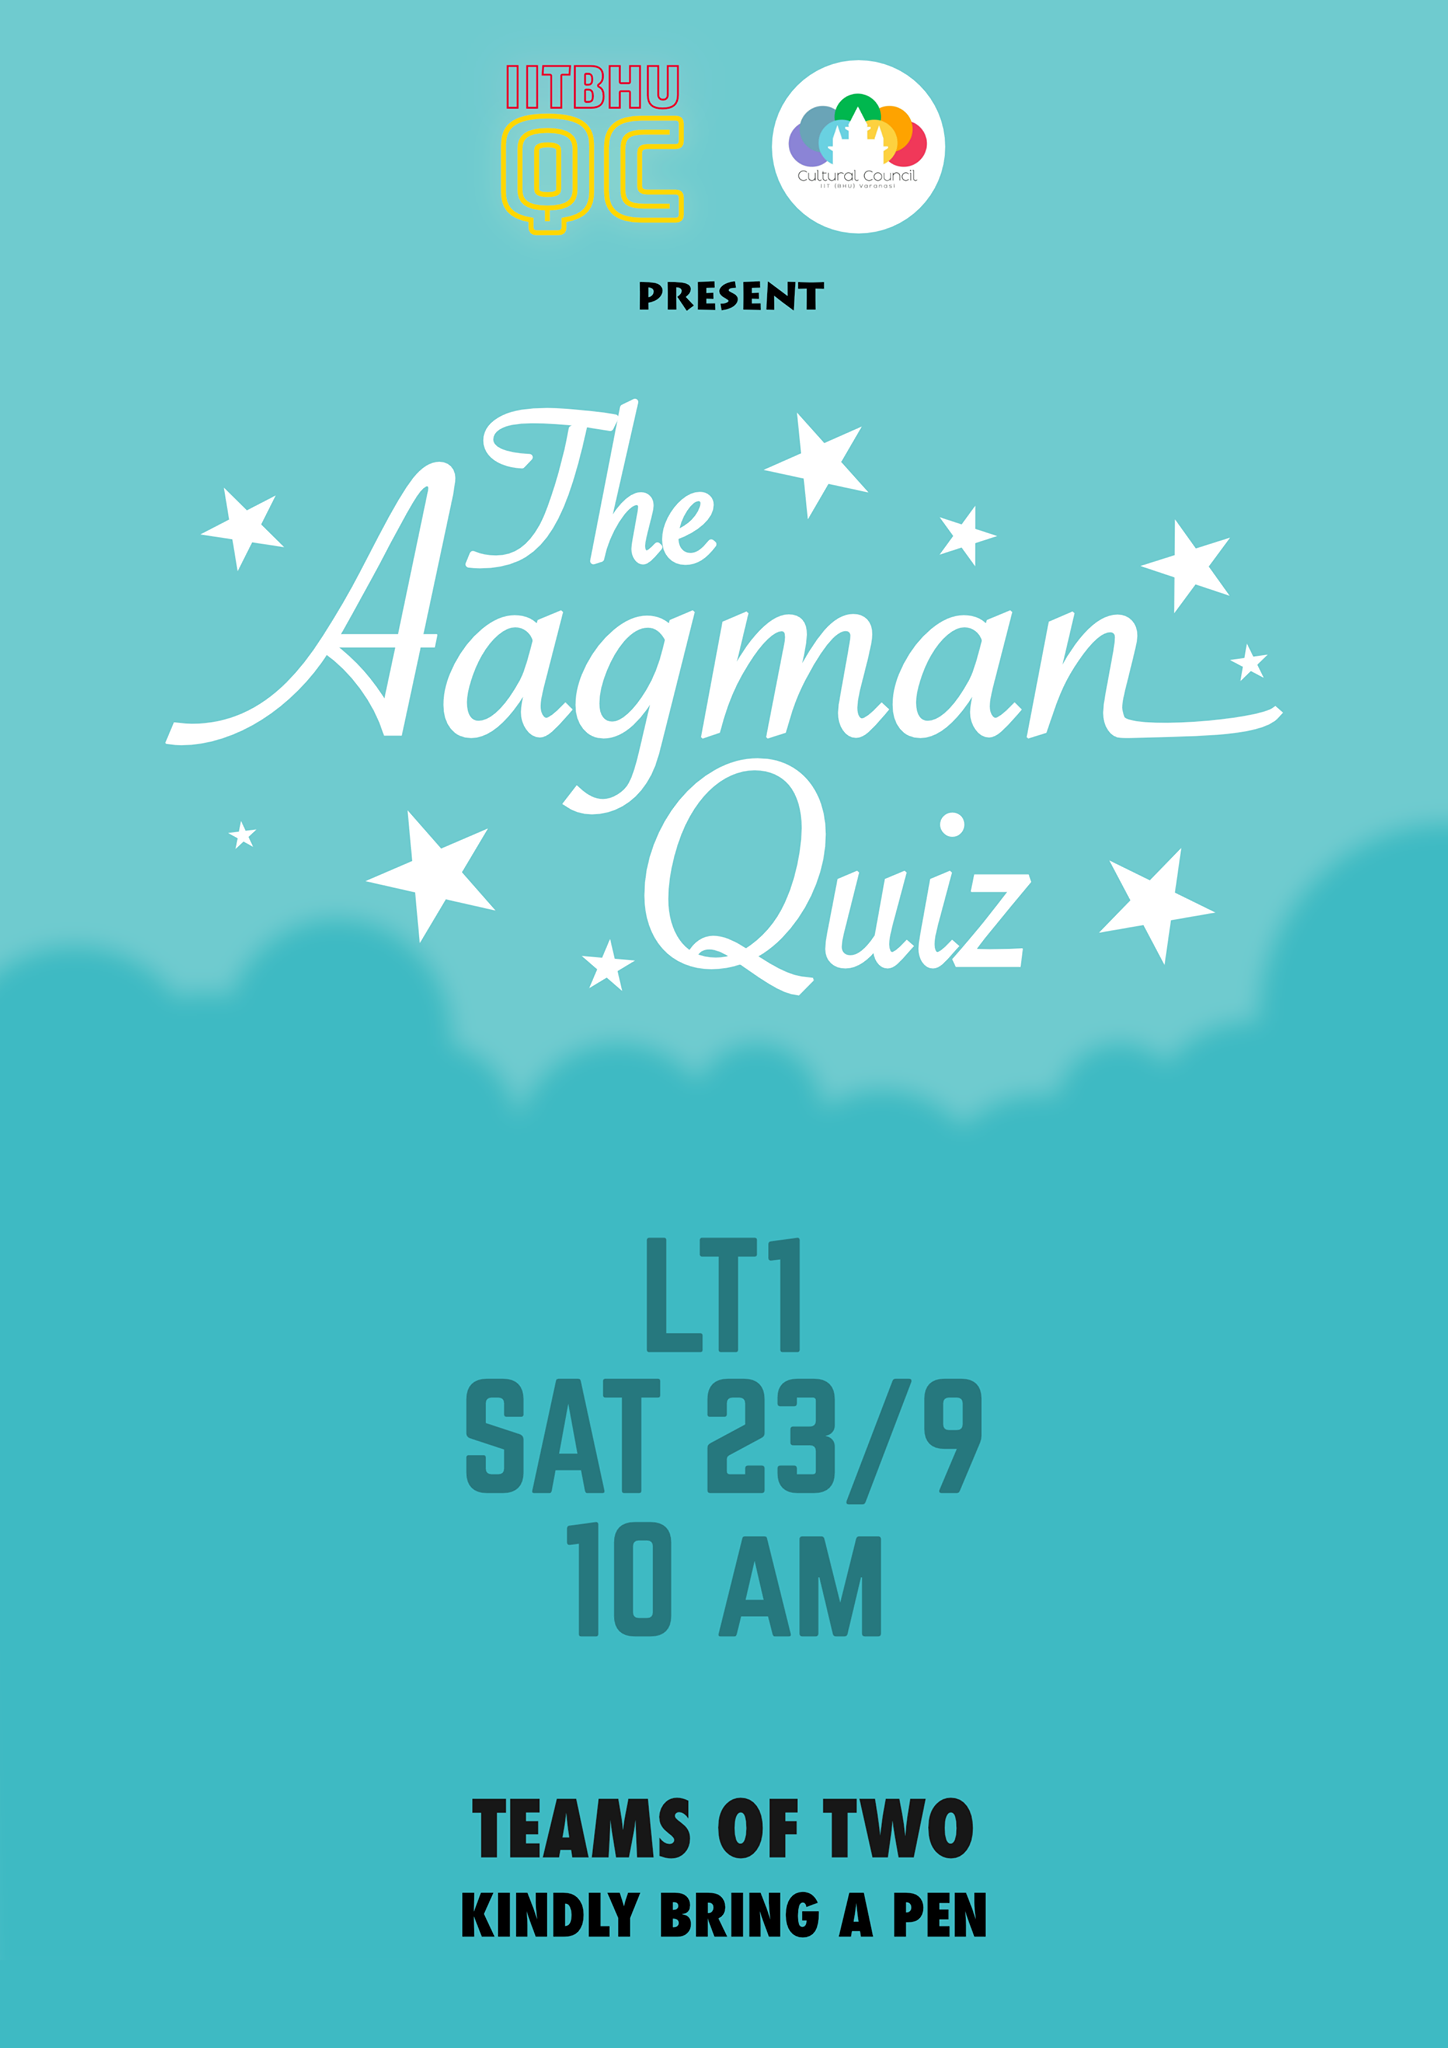 IITBHU
QC
Cultural Council
IIT (BHU) Varanasi
PRESENT
The
Aagman
Quiz
LT1
SAT 23/9
10 AM
TEAMS OF TWO
KINDLY BRING A PEN